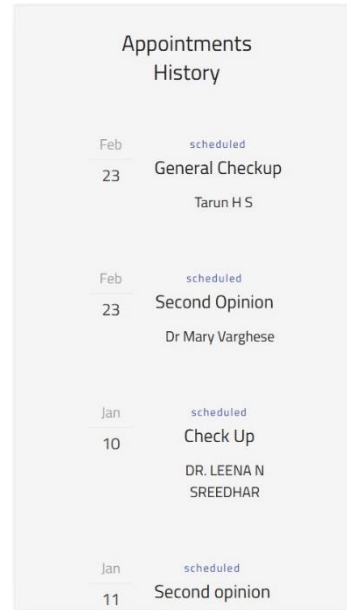 Appointments
History
Feb
scheduled
23
General Checkup
Tarun H S
Feb
scheduled
23
Second Opinion
Dr Mary Varghese
Jan
scheduled
10
Check Up
DR. LEENA N
SREEDHAR
Jan
scheduled
11
Second opinion